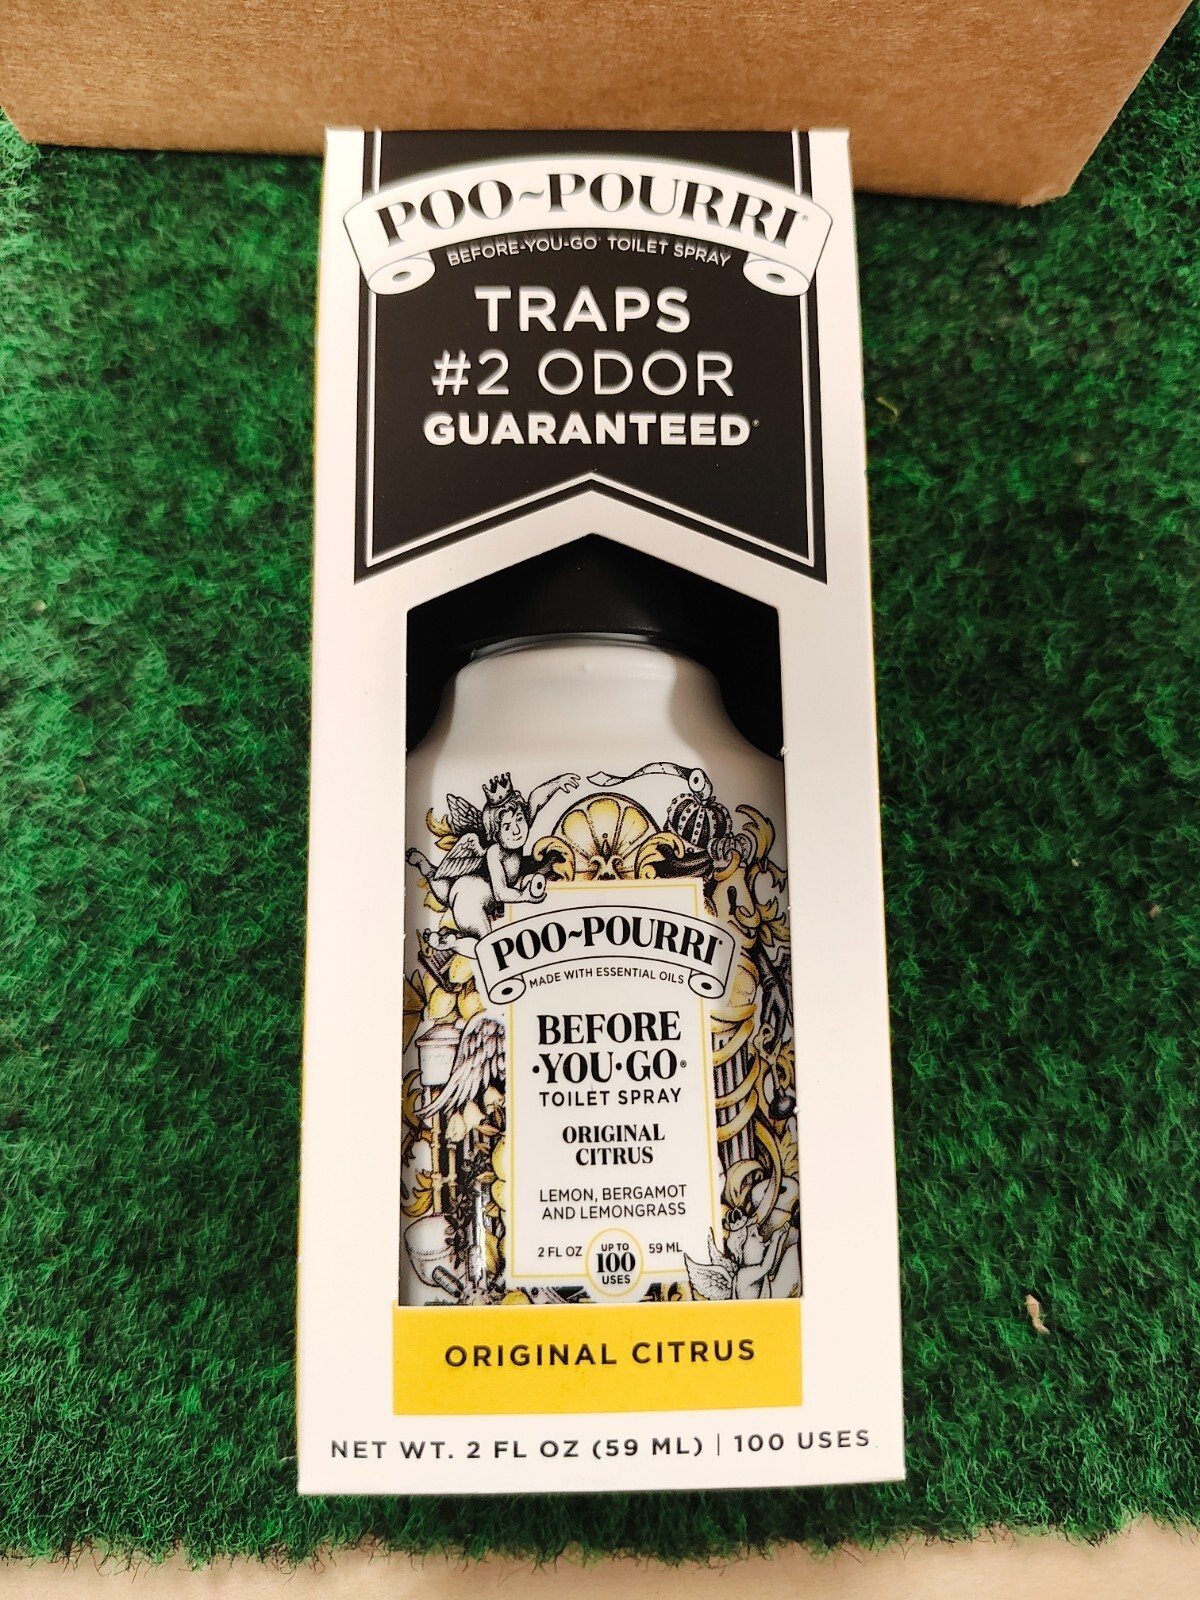 POO~POURRI®
BEFORE-YOU-GO® TOILET SPRAY
TRAPS
#2 ODOR
GUARANTEED*
POO~POURRI®
MADE WITH ESSENTIAL OILS
BEFORE
·YOU·GO®
TOILET SPRAY
ORIGINAL
CITRUS
LEMON, BERGAMOT
AND LEMONGRASS
2 FL OZ UP TO 100 USES 59 ML
ORIGINAL CITRUS
NET WT. 2 FL OZ (59 ML) | 100 USES